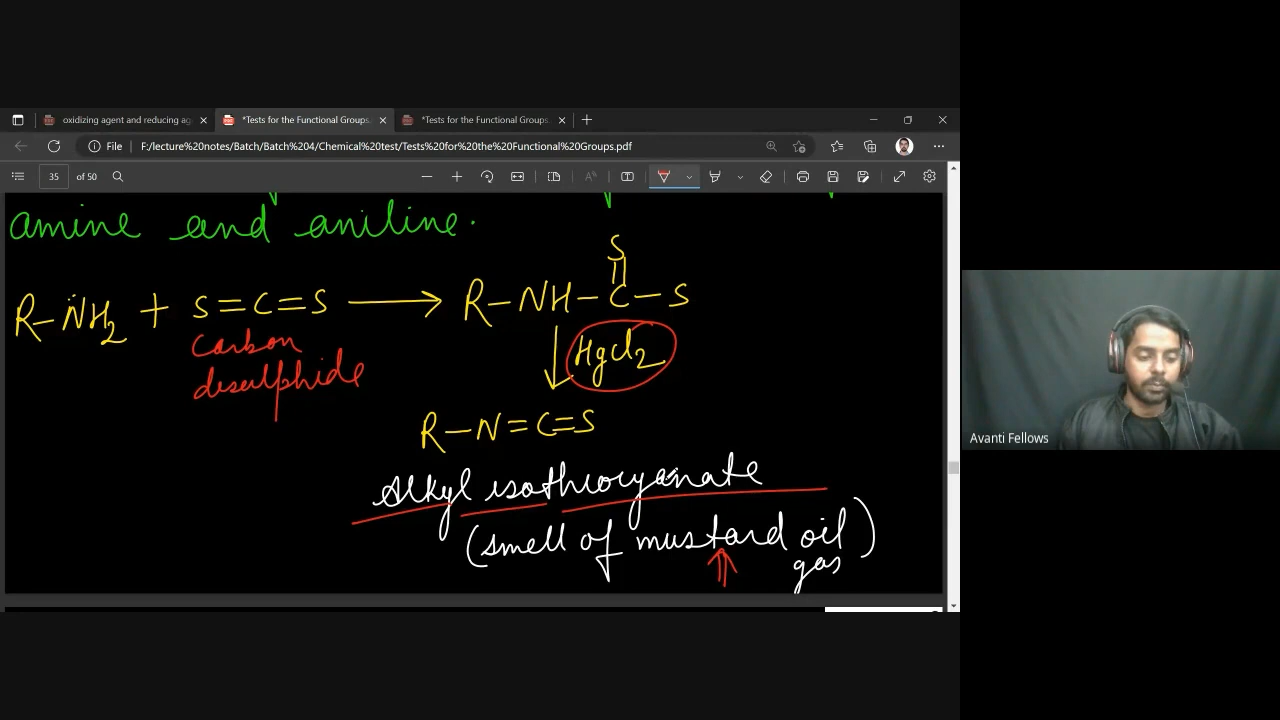 oxidizing agent and reducing ag
*Tests for the Functional Groups.
*Tests for the Functional Groups.
File
F:/lecture%20notes/Batch/Batch%204/Chemical%20test/Tests%20for%20the%20Functional%20Groups.pdf
35 of 50
amine and aniline.
S
R-NH2 + S=C=S → R-NH-C-S
Carbon
HgCl2
disulphide
R-N=C=S
Alkyl isothiocyanate
(smell of mustard oil)
gas
Avanti Fellows